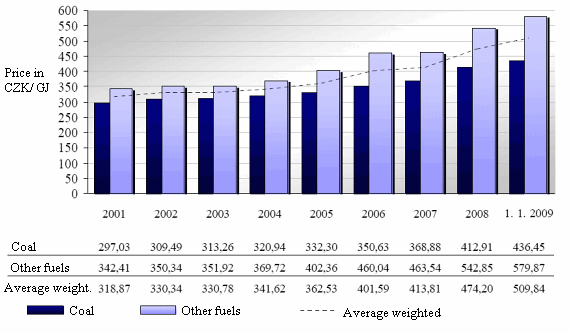 600
550
500
450
400
350
300
250
200
150
100
50
0
Price in
CZK/ GJ
2001 2002 2003 2004 2005 2006 2007 2008 1. 1. 2009
Coal 297,03 309,49 313,26 320,94 332,30 350,63 368,88 412,91 436,45
Other fuels 342,41 350,34 351,92 369,72 402,36 460,04 463,54 542,85 579,87
Average weight. 318,87 330,34 330,78 341,62 362,53 401,59 413,81 474,20 509,84
Coal Other fuels Average weighted